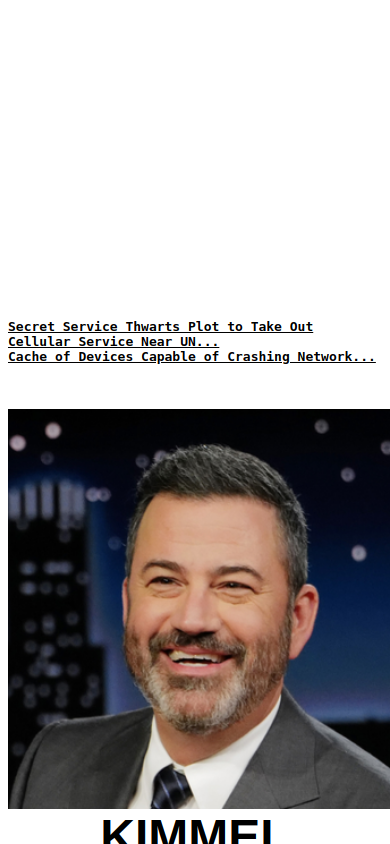 Secret Service Thwarts Plot to Take Out
Cellular Service Near UN...
Cache of Devices Capable of Crashing Network...
KIMMEL